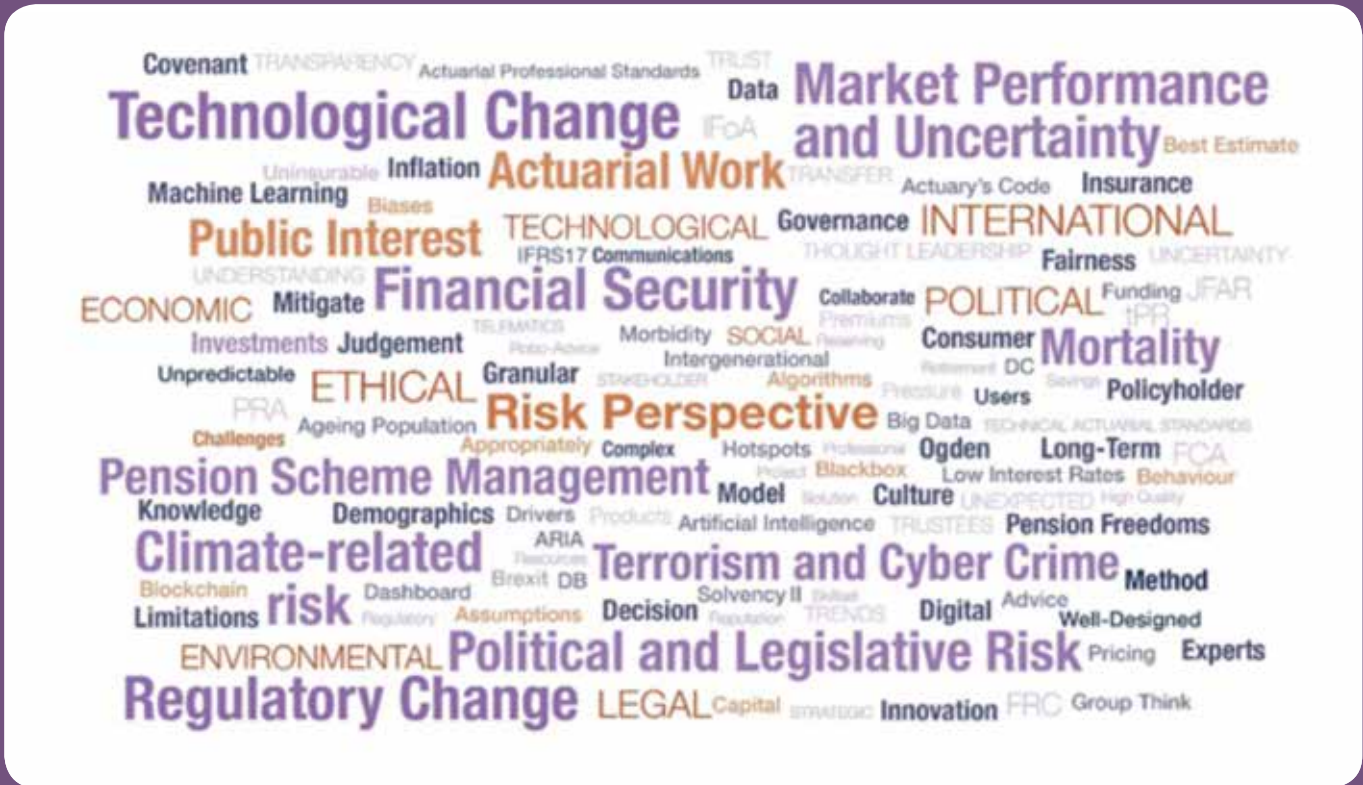 Covenant TRANSPARENCY Actuarial Professional Standards TRUST
Technological Change IFoA Data Market Performance
and Uncertainty Best Estimate
Uninsurable Inflation Actuarial Work TRANSFER Actuary's Code Insurance
Machine Learning Biases
Public Interest TECHNOLOGICAL Governance INTERNATIONAL
IFRS17 Communications THOUGHT LEADERSHIP Fairness UNCERTAINTY
UNDERSTANDING Financial Security Collaborate POLITICAL Funding JFAR
ECONOMIC Mitigate Premiums tPR
TELEMATICS Morbidity SOCIAL Reserving Consumer Mortality
Investments Judgement Robo-Advice Intergenerational
Unpredictable ETHICAL Granular STAKEHOLDER Algorithms Retirement DC Savings Policyholder
Pressure Users
PRA Ageing Population Risk Perspective Big Data TECHNICAL ACTUARIAL STANDARDS
Challenges Appropriately Complex Hotspots Professional Ogden Long-Term FCA
Pension Scheme Management Project Blackbox Low Interest Rates Behaviour
Model Solution Culture UNEXPECTED High Quality
Knowledge Demographics Drivers Products Artificial Intelligence TRUSTEES Pension Freedoms
Climate-related ARIA Resources Terrorism and Cyber Crime Method
Blockchain risk Dashboard Brexit DB Solvency II Skilled Advice
Limitations Regulatory Assumptions Decision Reputation TRENDS Digital Well-Designed
ENVIRONMENTAL Political and Legislative Risk Pricing Experts
Regulatory Change LEGAL Capital STRATEGIC Innovation FRC Group Think